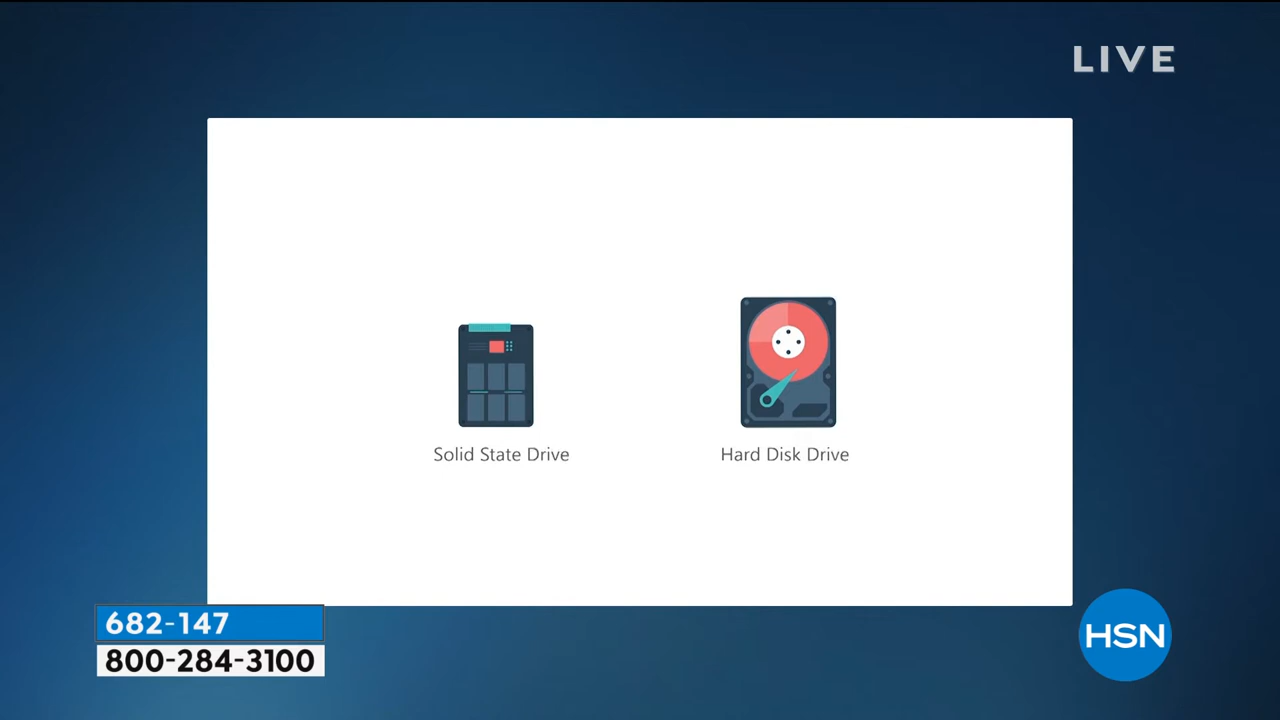 LIVE
Solid State Drive
Hard Disk Drive
682-147
800-284-3100
HSN